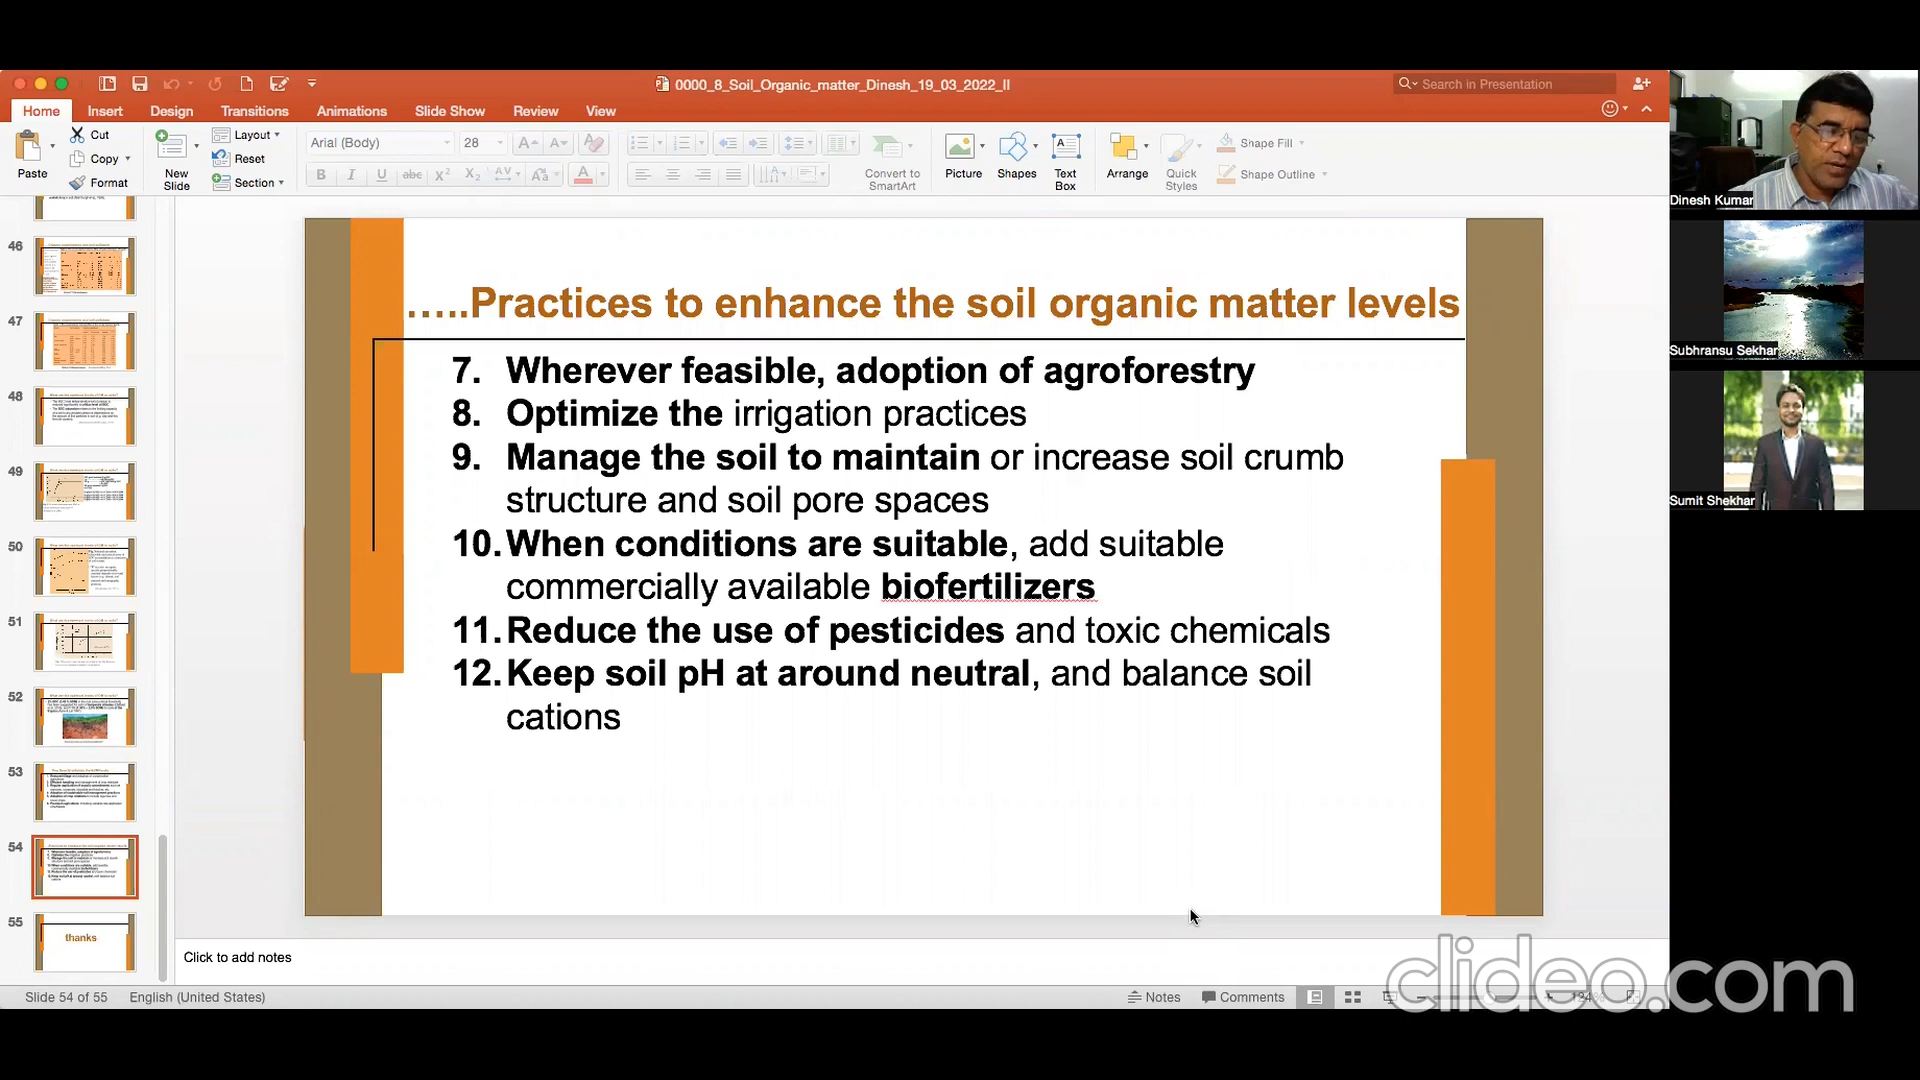 0000_8_Soil_Organic_matter_Dinesh_19_03_2022_II
Search in Presentation
Home Insert Design Transitions Animations Slide Show Review View
Paste
Cut
Copy
Format
New Slide
Layout
Reset
Section
Arial (Body) 28
B I U abc X² X₂ AV Aa A
Convert to SmartArt
Picture
Shapes
Text Box
Arrange
Quick Styles
Shape Fill
Shape Outline
46
47
48
49
50
51
52
53
54
55
thanks
…..Practices to enhance the soil organic matter levels
7. Wherever feasible, adoption of agroforestry
8. Optimize the irrigation practices
9. Manage the soil to maintain or increase soil crumb
structure and soil pore spaces
10. When conditions are suitable, add suitable
commercially available biofertilizers
11. Reduce the use of pesticides and toxic chemicals
12. Keep soil pH at around neutral, and balance soil
cations
Click to add notes
Slide 54 of 55 English (United States)
Notes Comments 124%
Dinesh Kumar
Subhransu Sekhar
Sumit Shekhar
clideo.com